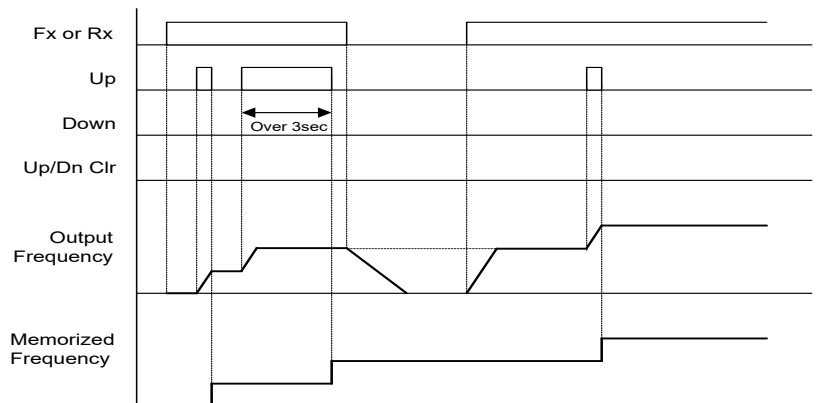 Fx or Rx
Up
Over 3sec
Down
Up/Dn Clr
Output
Frequency
Memorized
Frequency